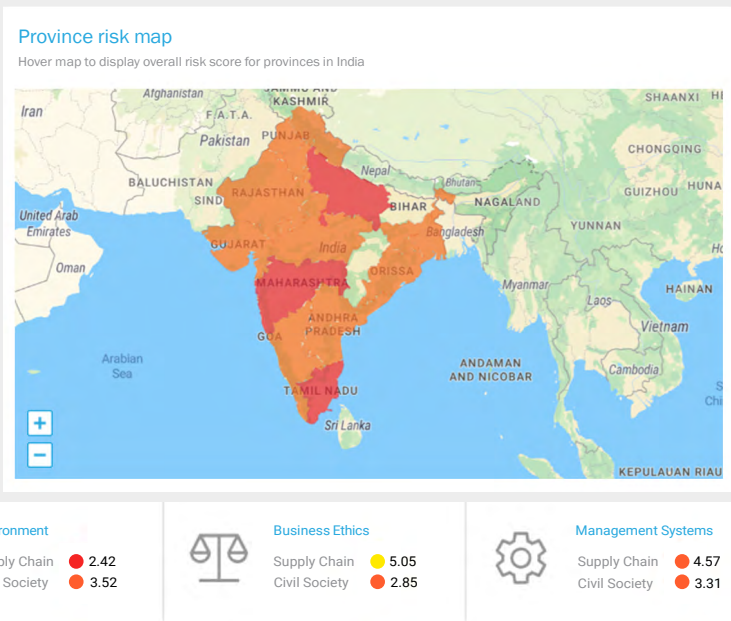 Province risk map
Hover map to display overall risk score for provinces in India
Afghanistan
JAMMU AND
KASHMIR
SHAANXI
Iran
F.A.T.A.
PUNJAB
Pakistan
CHONGQING
Nepal
BALUCHISTAN
Bhutan
GUIZHOU
HUNA
SIND
RAJASTHAN
BIHAR
NAGALAND
United Arab
Emirates
YUNNAN
Bangladesh
GUJARAT
India
Oman
ORISSA
MAHARASHTRA
Myanmar
HAINAN
Laos
ANDHRA
PRADESH
Vietnam
GOA
Arabian
Sea
ANDAMAN
AND NICOBAR
Cambodia
TAMIL NADU
Sri Lanka
+
−
KEPULAUAN RIAU
ronment
ply Chain 2.42
Society 3.52
Business Ethics
Supply Chain 5.05
Civil Society 2.85
Management Systems
Supply Chain 4.57
Civil Society 3.31